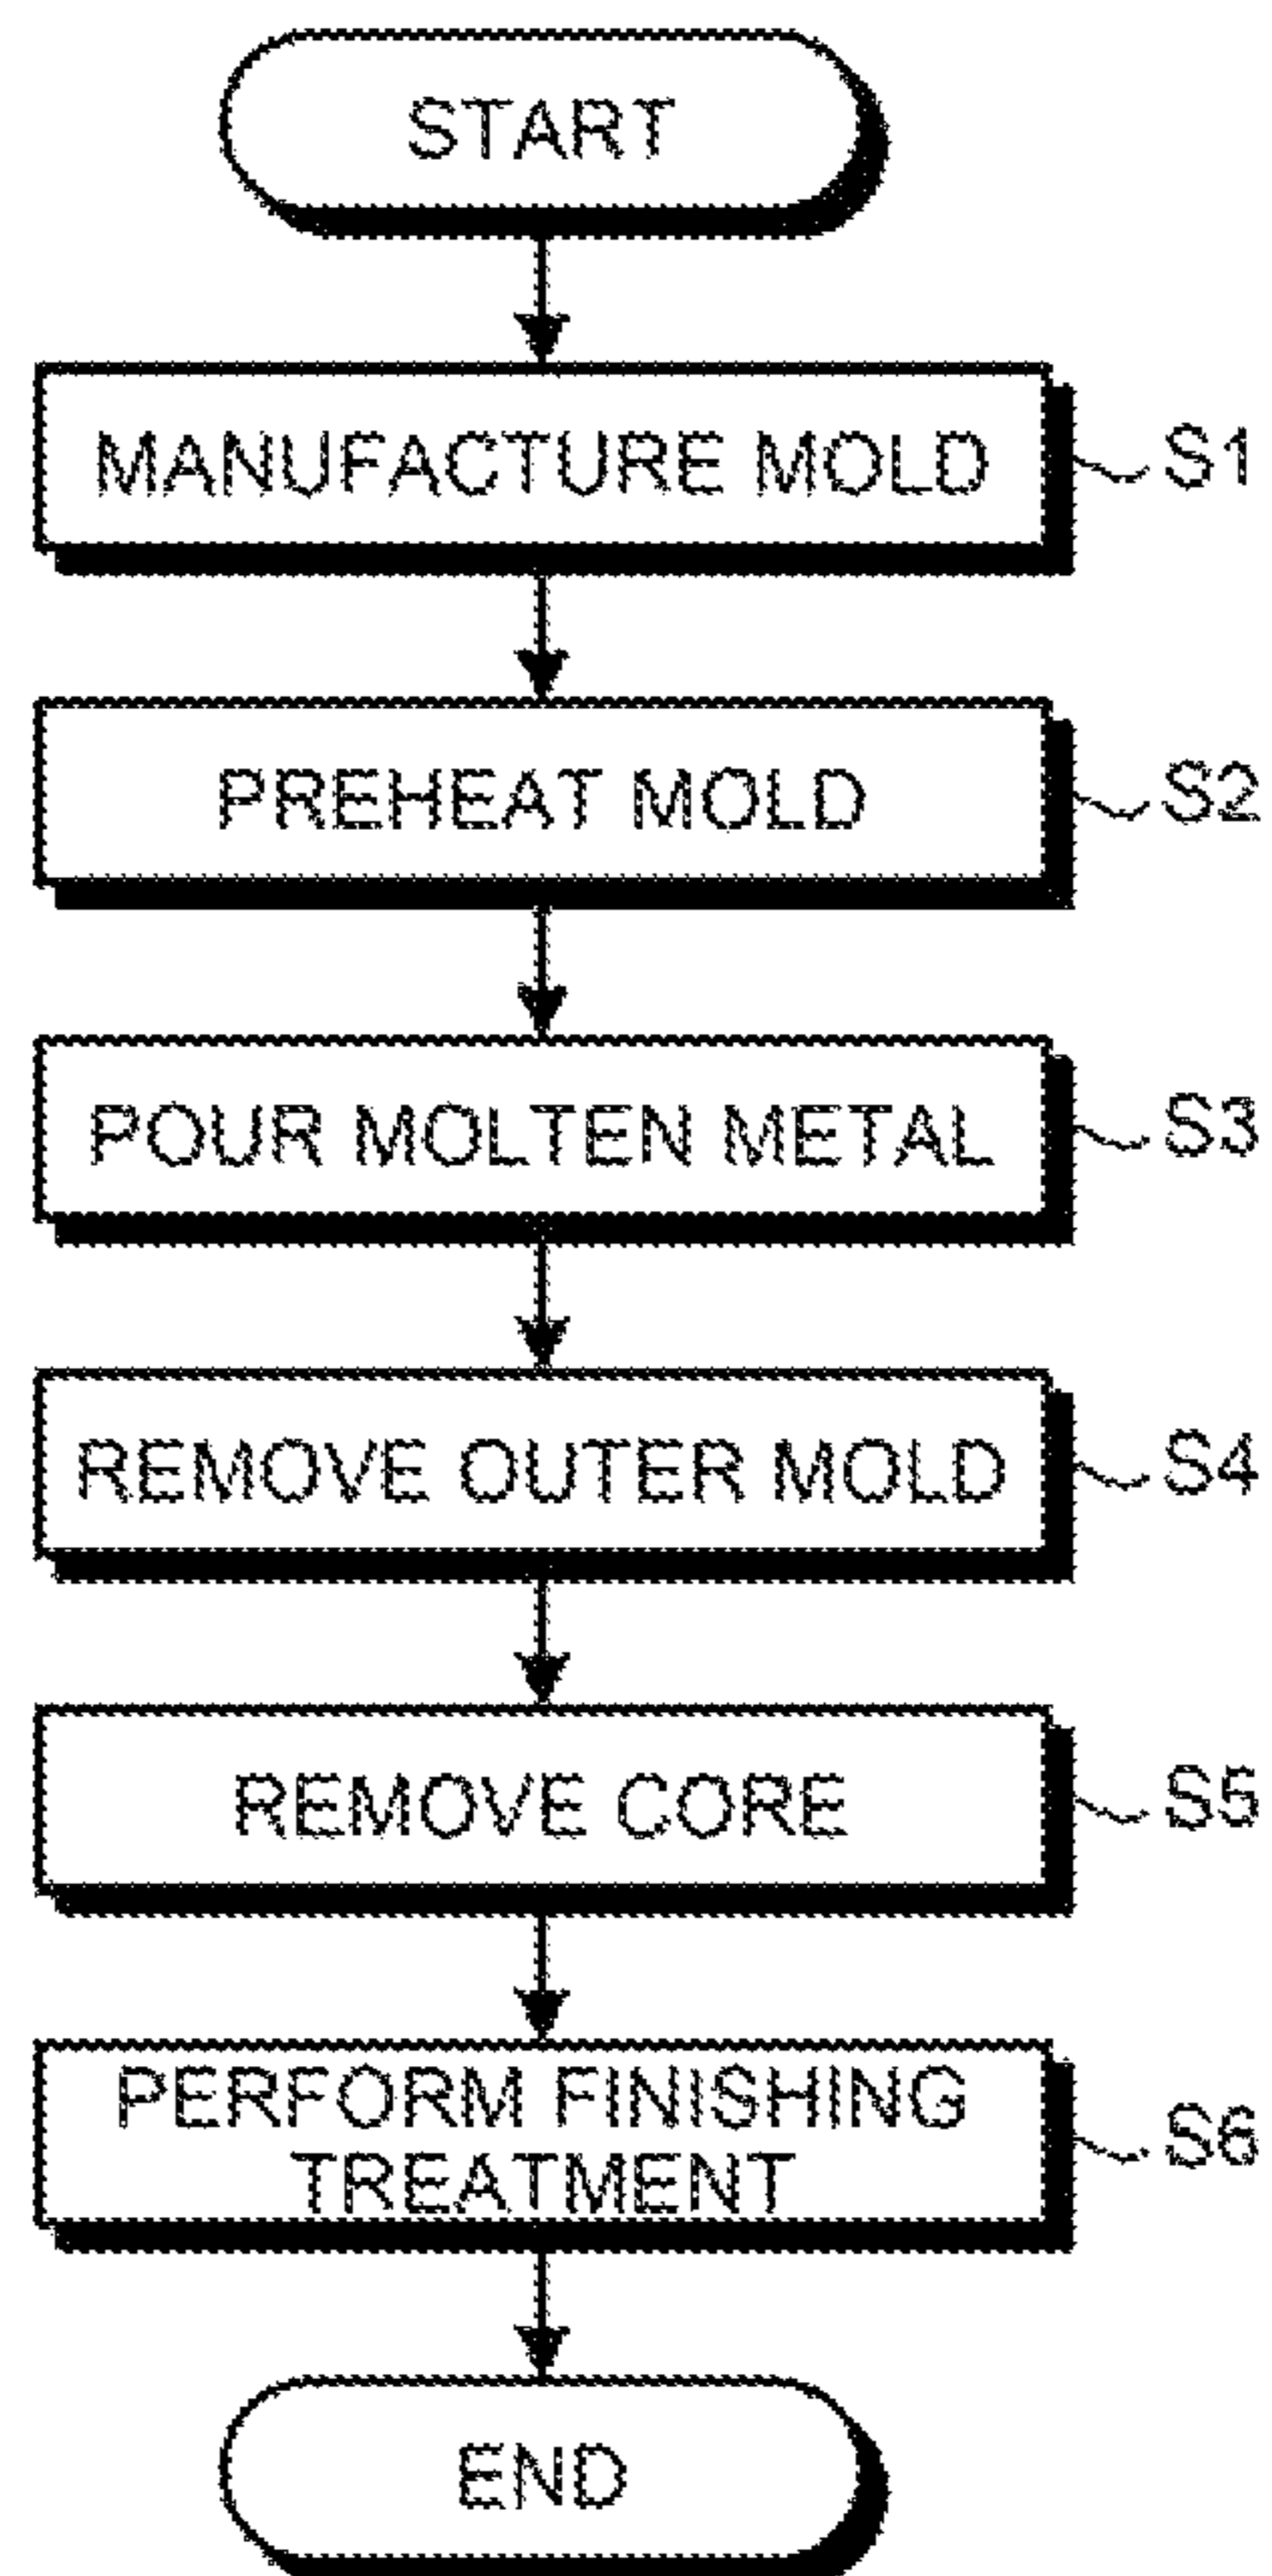 START
MANUFACTURE MOLD
S1
PREHEAT MOLD
S2
POUR MOLTEN METAL
S3
REMOVE OUTER MOLD
S4
REMOVE CORE
S5
PERFORM FINISHING
TREATMENT
S6
END